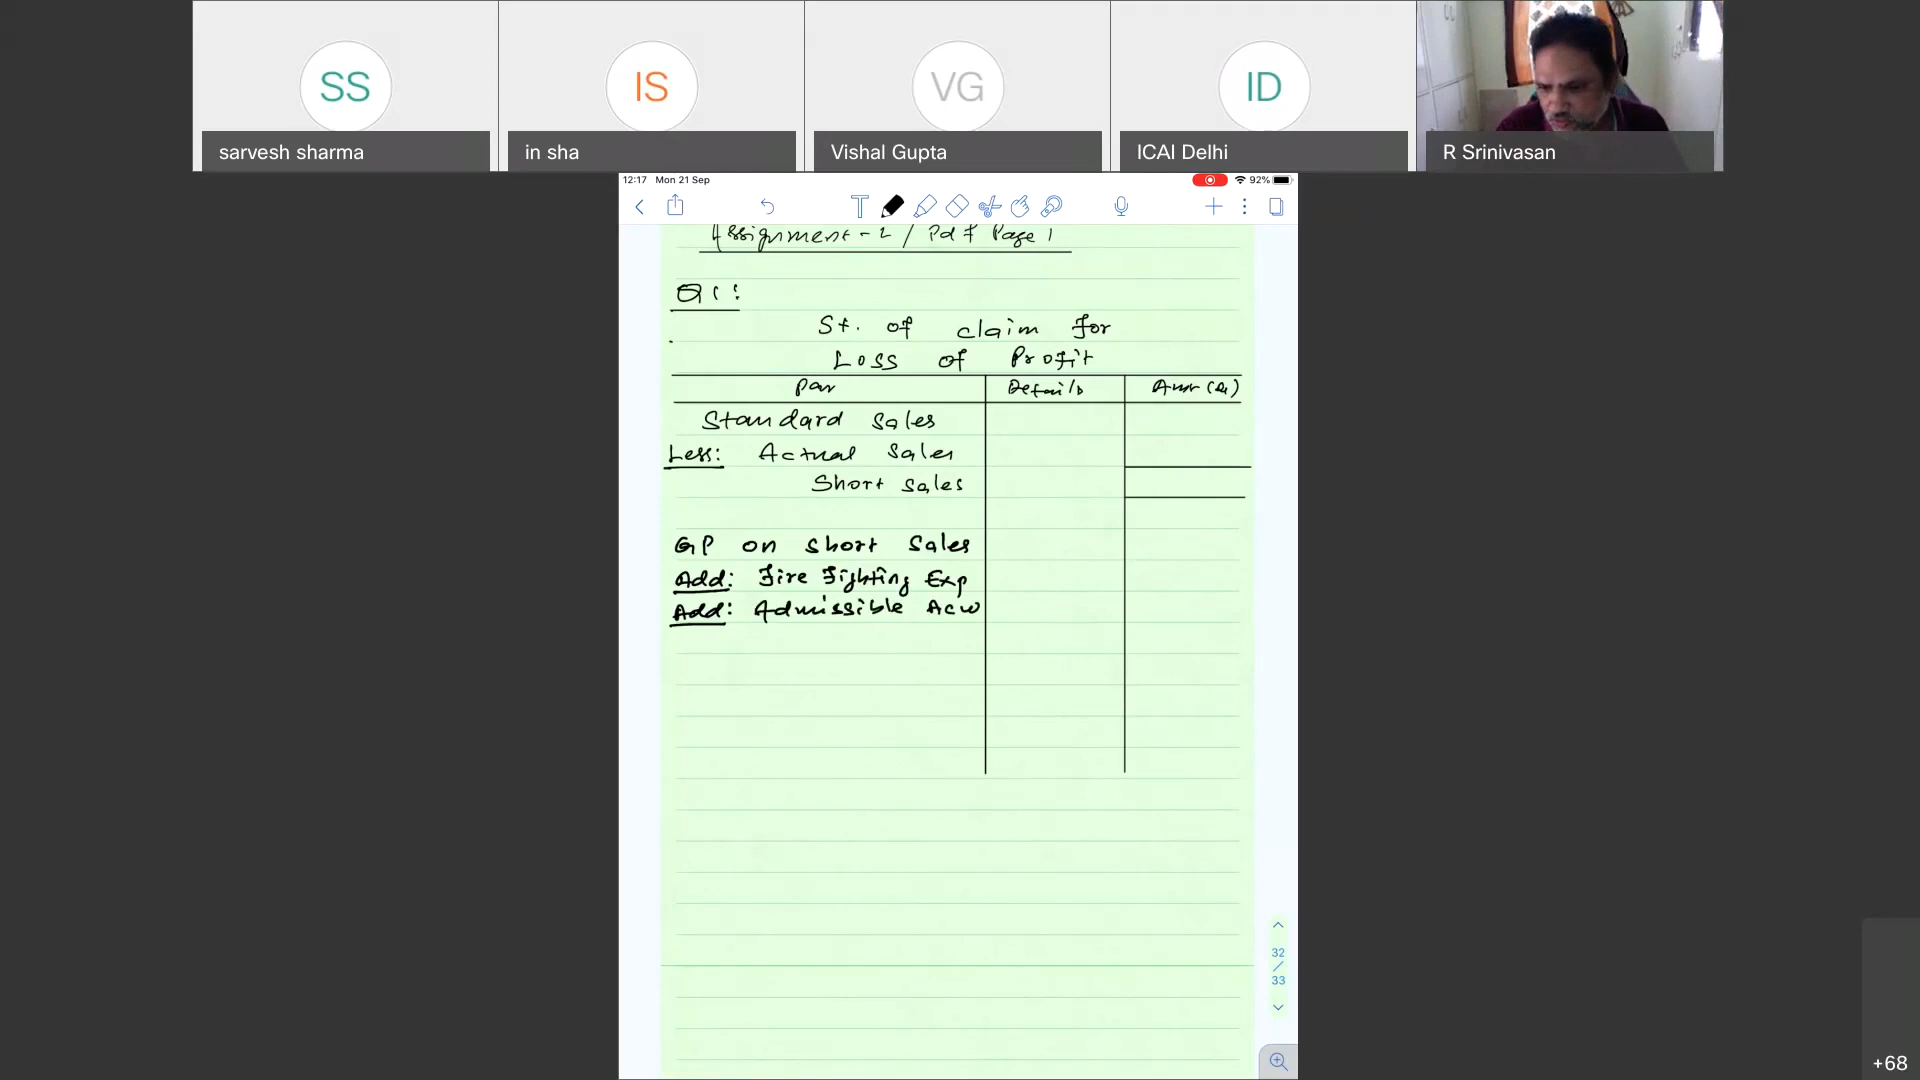 SS
IS
VG
ID
sarvesh sharma
in sha
Vishal Gupta
ICAI Delhi
R Srinivasan
12:17 Mon 21 Sep
92%
Assignment - 2 / Pdf Page 1
Q1:
St. of claim for
Loss of Profit
Par Details Amt (Rs)
Standard Sales
Less: Actual Sales
Short Sales
GP on Short Sales
Add: Fire Fighting Exp
Add: Admissible ACW
32
/
33
+68